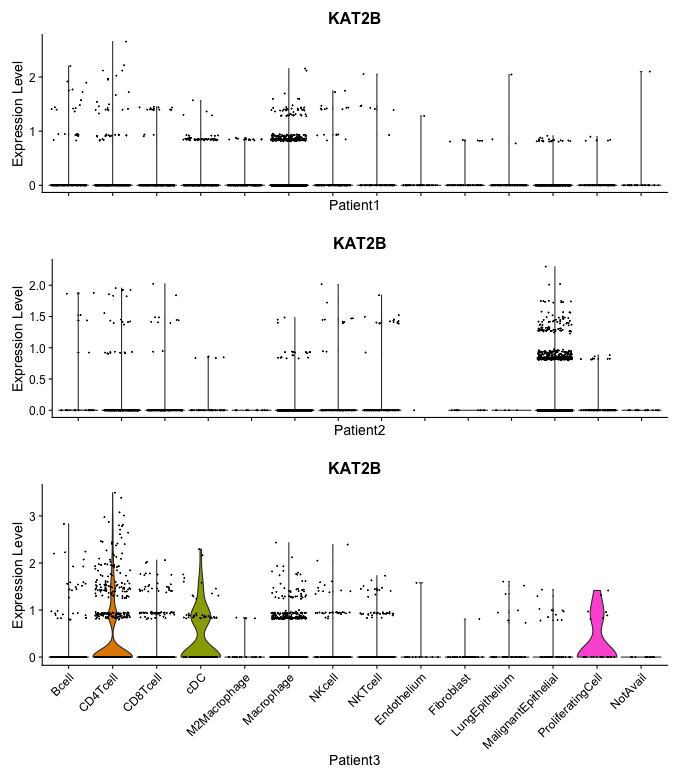 KAT2B
Expression Level
2
1
0
Patient1
KAT2B
Expression Level
2.0
1.5
1.0
0.5
0.0
Patient2
KAT2B
Expression Level
3
2
1
0
Bcell
CD4Tcell
CD8Tcell
cDC
M2Macrophage
Macrophage
NKcell
NKTcell
Endothelium
Fibroblast
LungEpithelium
MalignantEpithelial
ProliferatingCell
NotAvail
Patient3